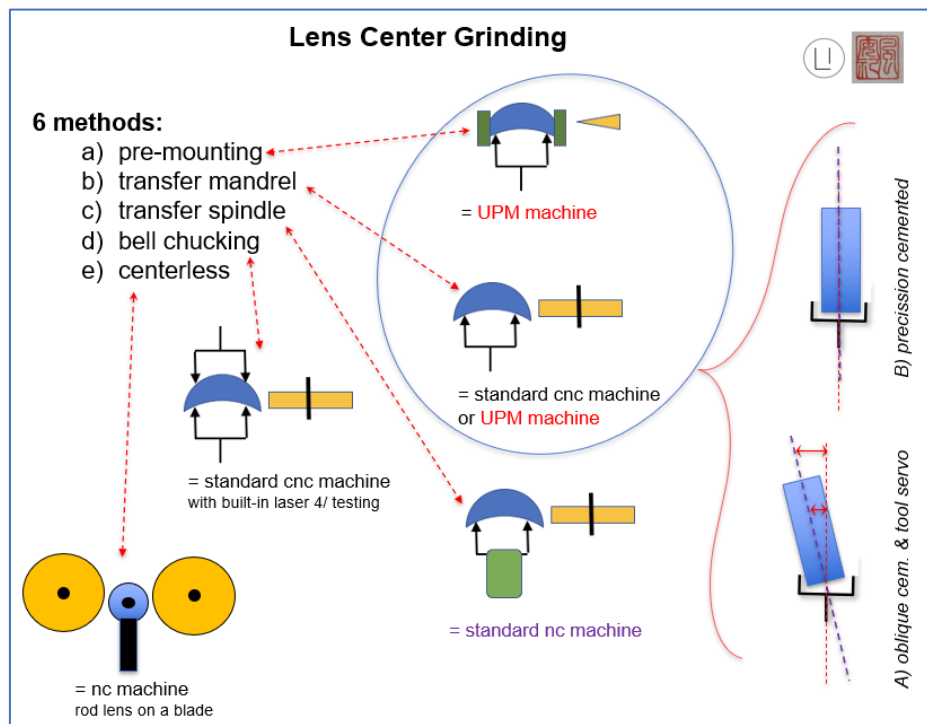 Lens Center Grinding
6 methods:
a) pre-mounting
b) transfer mandrel
c) transfer spindle
d) bell chucking
e) centerless
= UPM machine
= standard cnc machine
or UPM machine
= standard cnc machine
with built-in laser 4/ testing
= standard nc machine
= nc machine
rod lens on a blade
B) precission cemented
A) oblique cem. & tool servo